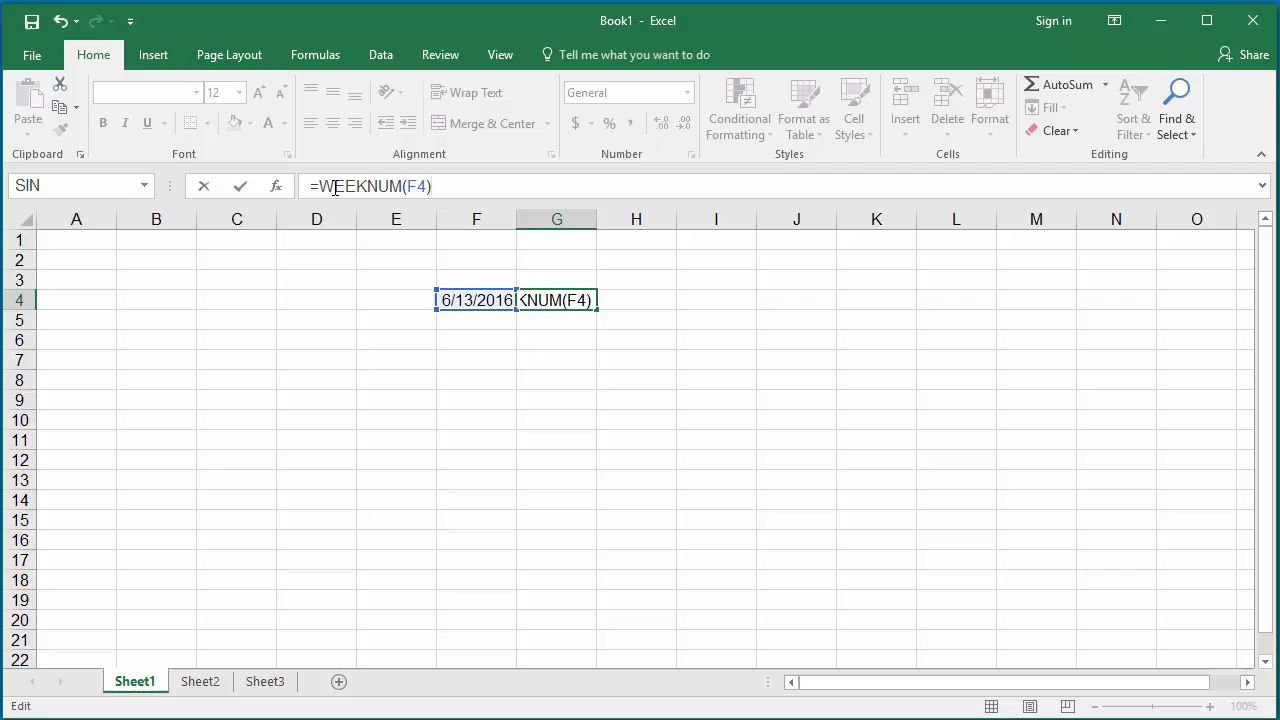 Book1 - Excel
Sign in
File Home Insert Page Layout Formulas Data Review View Tell me what you want to do Share
Paste
12
B I U A
Wrap Text
Merge & Center
General
$ % ,
Conditional Formatting
Format as Table
Cell Styles
Insert
Delete
Format
AutoSum
Fill
Clear
Sort & Filter
Find & Select
Clipboard Font Alignment Number Styles Cells Editing
SIN fx =WEEKNUM(F4)
A B C D E F G H I J K L M N O
1
2
3
4 6/13/2016 KNUM(F4)
5
6
7
8
9
10
11
12
13
14
15
16
17
18
19
20
21
22
Sheet1 Sheet2 Sheet3
Edit 100%